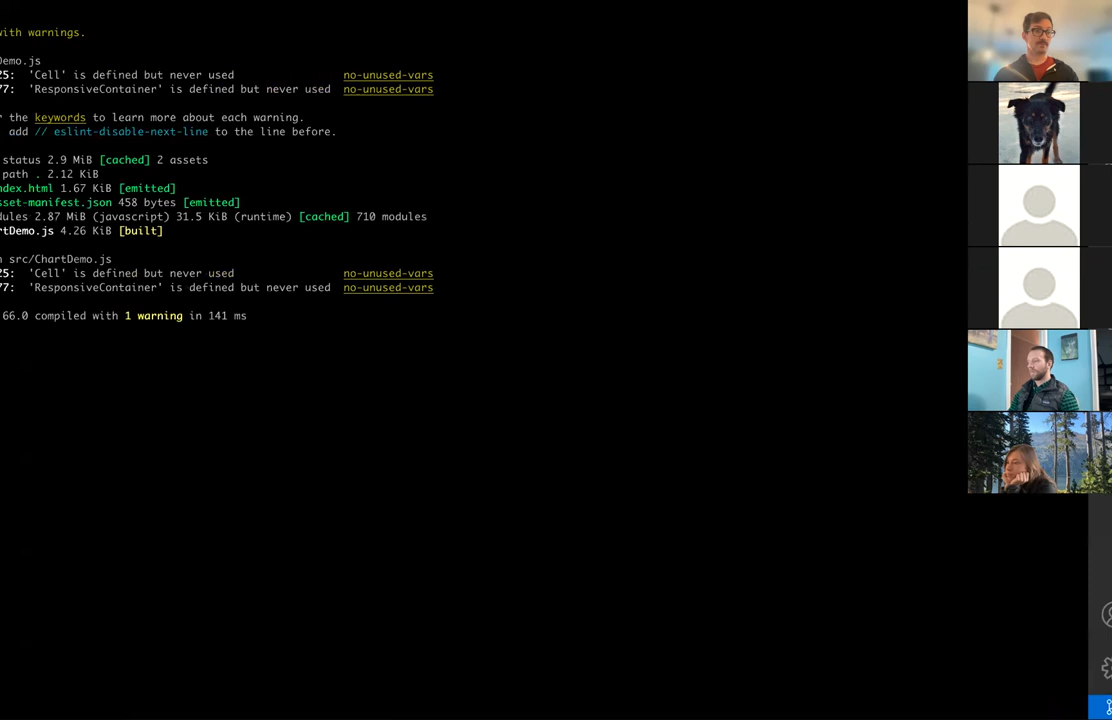 with warnings.
Demo.js
25: 'Cell' is defined but never used no-unused-vars
77: 'ResponsiveContainer' is defined but never used no-unused-vars
the keywords to learn more about each warning.
add // eslint-disable-next-line to the line before.
status 2.9 MiB [cached] 2 assets
path . 2.12 KiB
ndex.html 1.67 KiB [emitted]
sset-manifest.json 458 bytes [emitted]
dules 2.87 MiB (javascript) 31.5 KiB (runtime) [cached] 710 modules
rtDemo.js 4.26 KiB [built]
n src/ChartDemo.js
25: 'Cell' is defined but never used no-unused-vars
77: 'ResponsiveContainer' is defined but never used no-unused-vars
66.0 compiled with 1 warning in 141 ms